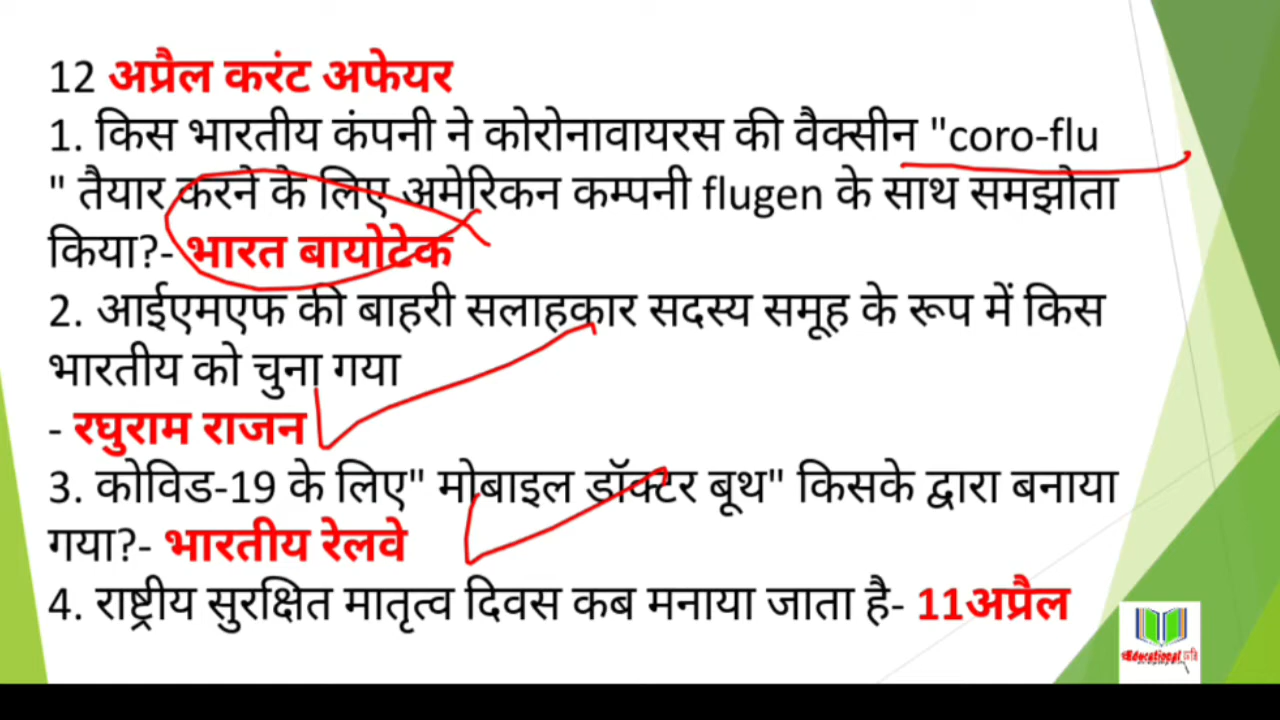 12 अप्रैल करंट अफेयर
1. किस भारतीय कंपनी ने कोरोनावायरस की वैक्सीन "coro-flu
" तैयार करने के लिए अमेरिकन कम्पनी flugen के साथ समझोता
किया?- भारत बायोटेक
2. आईएमएफ की बाहरी सलाहकार सदस्य समूह के रूप में किस
भारतीय को चुना गया
- रघुराम राजन
3. कोविड-19 के लिए" मोबाइल डॉक्टर बूथ" किसके द्वारा बनाया
गया?- भारतीय रेलवे
4. राष्ट्रीय सुरक्षित मातृत्व दिवस कब मनाया जाता है- 11अप्रैल
Educational